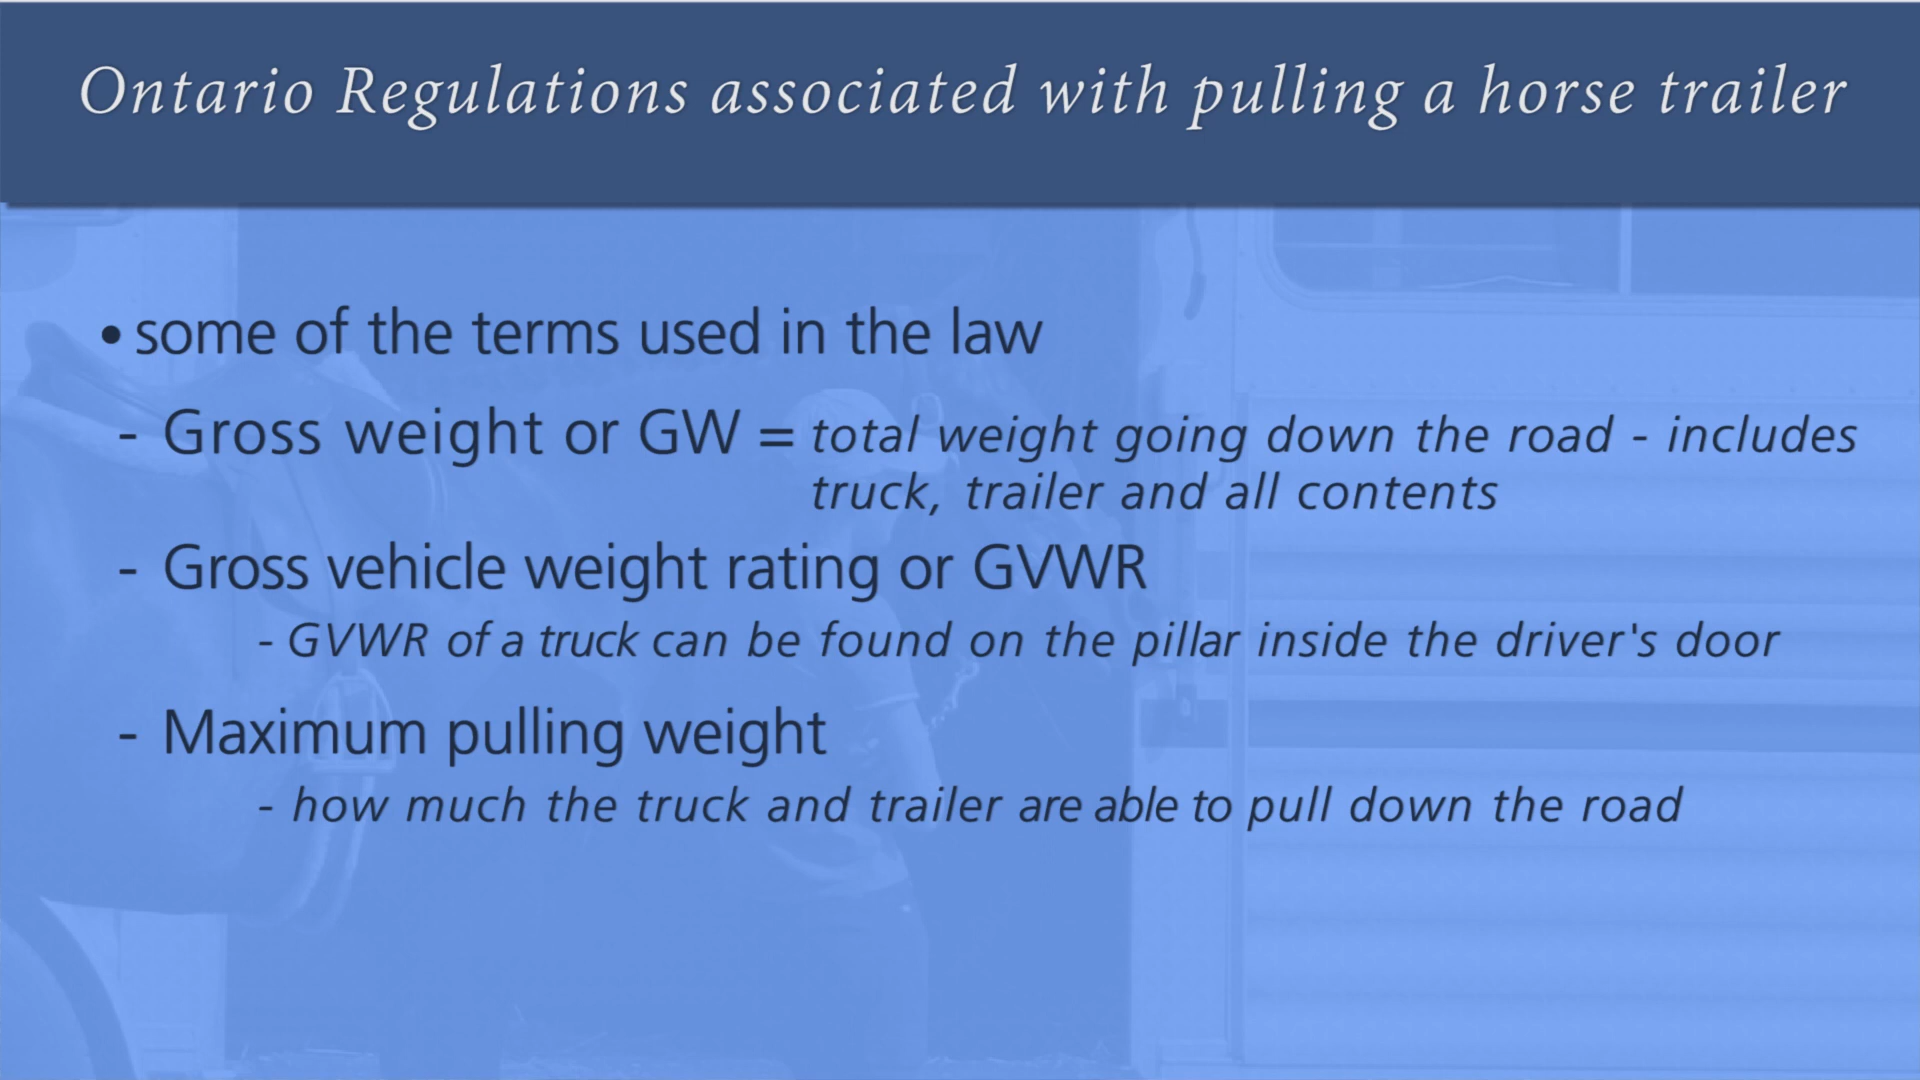 Ontario Regulations associated with pulling a horse trailer
• some of the terms used in the law
- Gross weight or GW = total weight going down the road - includes
truck, trailer and all contents
- Gross vehicle weight rating or GVWR
- GVWR of a truck can be found on the pillar inside the driver's door
- Maximum pulling weight
- how much the truck and trailer are able to pull down the road